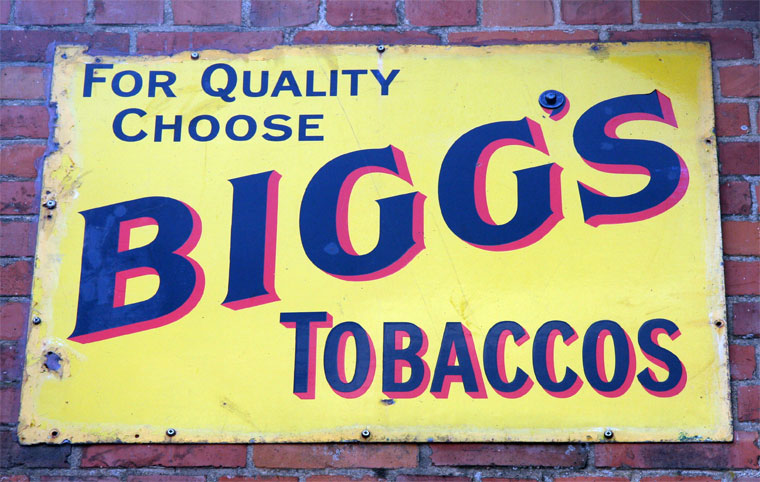 FOR QUALITY
CHOOSE
BIGG'S
TOBACCOS